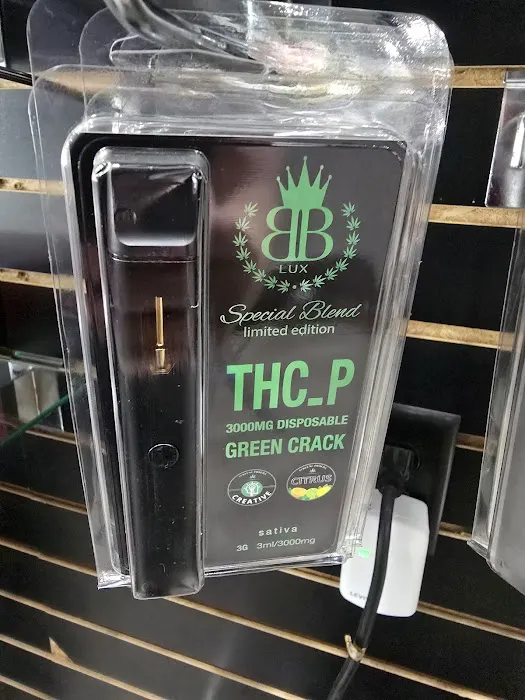 BB
LUX
Special Blend
limited edition
THC_P
3000MG DISPOSABLE
GREEN CRACK
CREATIVE
CITRUS
sativa
3G 3ml/3000mg